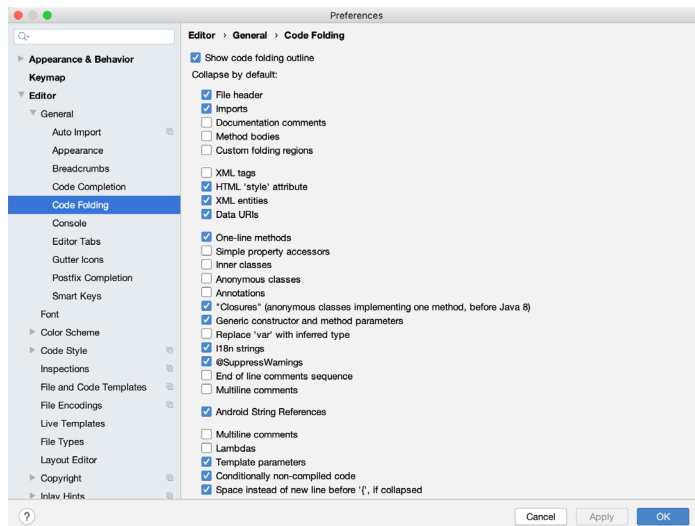 Preferences
Editor › General › Code Folding
Appearance & Behavior
Keymap
Editor
General
Auto Import
Appearance
Breadcrumbs
Code Completion
Code Folding
Console
Editor Tabs
Gutter Icons
Postfix Completion
Smart Keys
Font
Color Scheme
Code Style
Inspections
File and Code Templates
File Encodings
Live Templates
File Types
Layout Editor
Copyright
Inlay Hints
Show code folding outline
Collapse by default:
File header
Imports
Documentation comments
Method bodies
Custom folding regions
XML tags
HTML 'style' attribute
XML entities
Data URIs
One-line methods
Simple property accessors
Inner classes
Anonymous classes
Annotations
"Closures" (anonymous classes implementing one method, before Java 8)
Generic constructor and method parameters
Replace 'var' with inferred type
I18n strings
@SuppressWarnings
End of line comments sequence
Multiline comments
Android String References
Multiline comments
Lambdas
Template parameters
Conditionally non-compiled code
Space instead of new line before '{', if collapsed
?
Cancel
Apply
OK